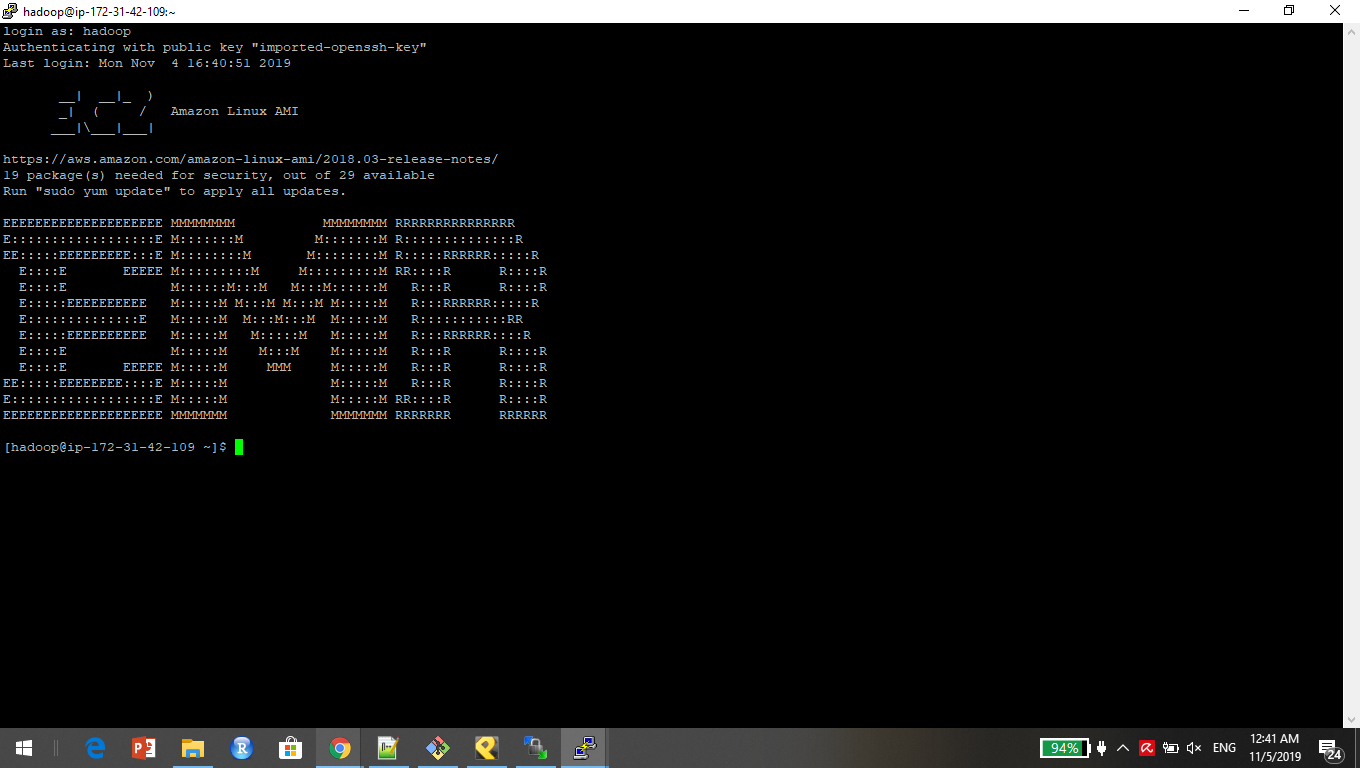 hadoop@ip-172-31-42-109:~
login as: hadoop
Authenticating with public key "imported-openssh-key"
Last login: Mon Nov  4 16:40:51 2019

       __|  __|_  )
       _|  (     /   Amazon Linux AMI
      ___|\___|___|

https://aws.amazon.com/amazon-linux-ami/2018.03-release-notes/
19 package(s) needed for security, out of 29 available
Run "sudo yum update" to apply all updates.

EEEEEEEEEEEEEEEEEEEE MMMMMMMM           MMMMMMMM RRRRRRRRRRRRRRR
E::::::::::::::::::E M:::::::M         M:::::::M R::::::::::::::R
EE:::::EEEEEEEEE:::E M::::::::M       M::::::::M R:::::RRRRRR:::::R
  E::::E       EEEEE M:::::::::M     M:::::::::M RR::::R      R::::R
  E::::E             M::::::M:::M   M:::M::::::M   R:::R      R::::R
  E:::::EEEEEEEEEE   M:::::M M:::M M:::M M:::::M   R:::RRRRRR:::::R
  E::::::::::::::E   M:::::M  M:::M:::M  M:::::M   R:::::::::::RR
  E:::::EEEEEEEEEE   M:::::M   M:::::M   M:::::M   R:::RRRRRR::::R
  E::::E             M:::::M    M:::M    M:::::M   R:::R      R::::R
  E::::E       EEEEE M:::::M     MMM     M:::::M   R:::R      R::::R
EE:::::EEEEEEEE::::E M:::::M             M:::::M   R:::R      R::::R
E::::::::::::::::::E M:::::M             M:::::M RR::::R      R::::R
EEEEEEEEEEEEEEEEEEEE MMMMMMM             MMMMMMM RRRRRRR      RRRRRR

[hadoop@ip-172-31-42-109 ~]$
94% ENG 12:41 AM
11/5/2019 24